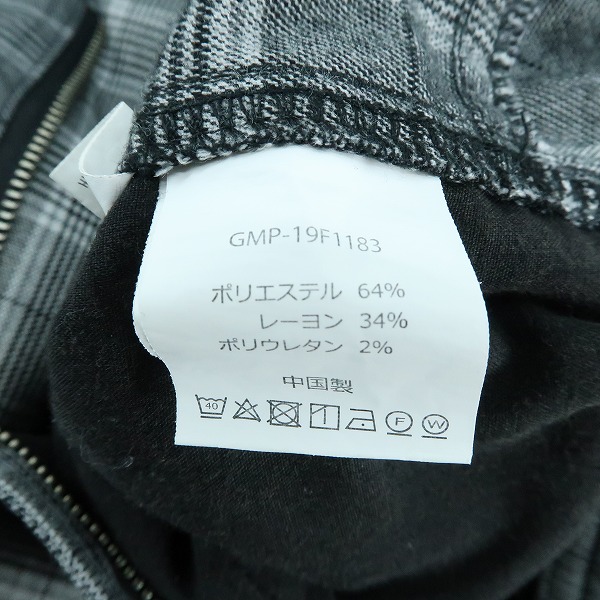 GMP-19F1183
ポリエステル 64%
レーヨン 34%
ポリウレタン 2%
中国製
40 F W